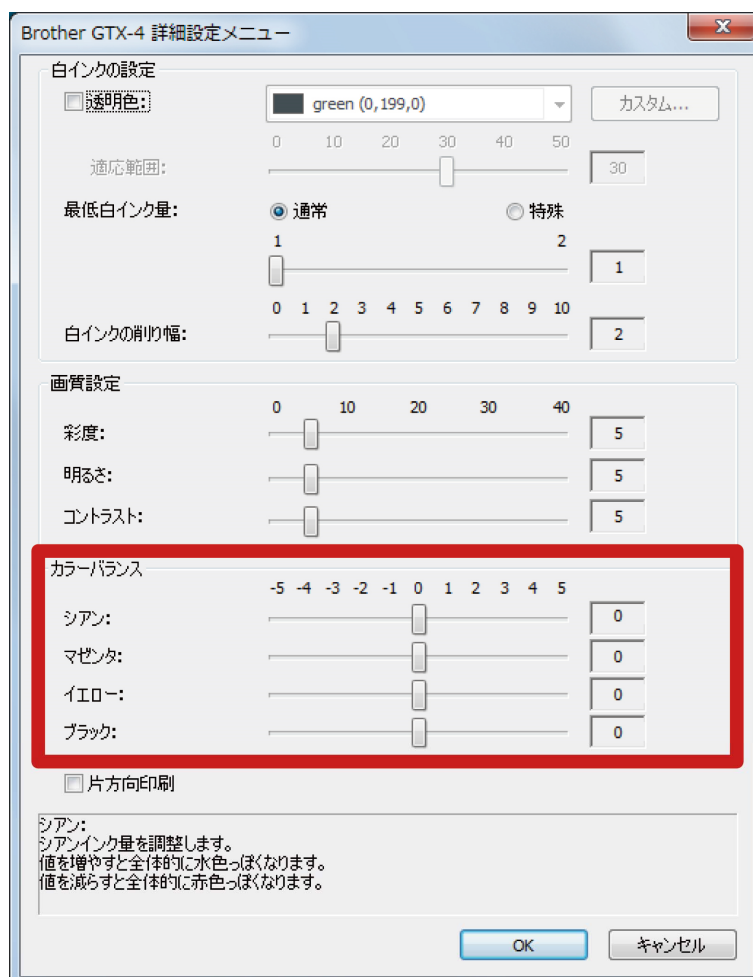 Brother GTX-4 詳細設定メニュー
白インクの設定
透明色:
green (0,199,0)
カスタム...
0 10 20 30 40 50
適応範囲:
30
最低白インク量:
通常
特殊
1 2
1
0 1 2 3 4 5 6 7 8 9 10
白インクの削り幅:
2
画質設定
0 10 20 30 40
彩度:
5
明るさ:
5
コントラスト:
5
カラーバランス
-5 -4 -3 -2 -1 0 1 2 3 4 5
シアン:
0
マゼンタ:
0
イエロー:
0
ブラック:
0
片方向印刷
シアン:
シアンインク量を調整します。
値を増やすと全体的に水色っぽくなります。
値を減らすと全体的に赤色っぽくなります。
OK
キャンセル